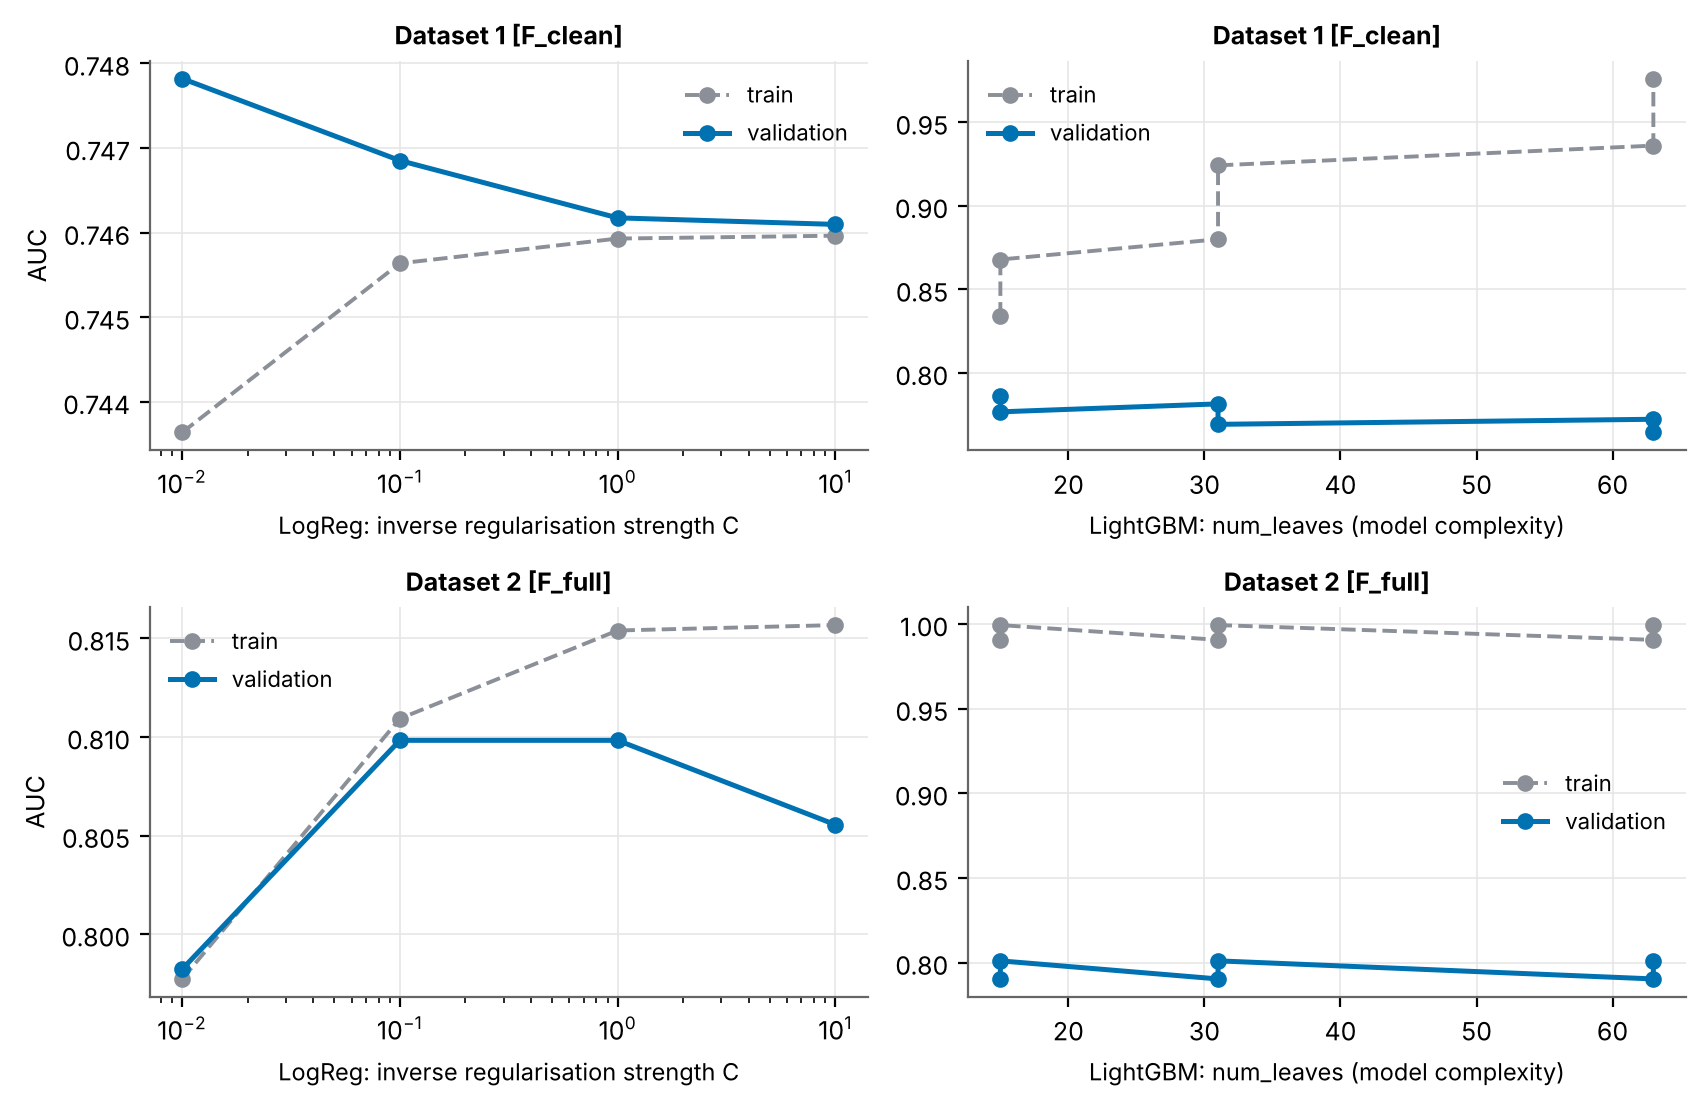 Dataset 1 [F_clean]
0.748
0.747
0.746
0.745
0.744
AUC
train
validation
10⁻²
10⁻¹
10⁰
10¹
LogReg: inverse regularisation strength C
Dataset 1 [F_clean]
0.95
0.90
0.85
0.80
train
validation
20
30
40
50
60
LightGBM: num_leaves (model complexity)
Dataset 2 [F_full]
0.815
0.810
0.805
0.800
AUC
train
validation
10⁻²
10⁻¹
10⁰
10¹
LogReg: inverse regularisation strength C
Dataset 2 [F_full]
1.00
0.95
0.90
0.85
0.80
train
validation
20
30
40
50
60
LightGBM: num_leaves (model complexity)